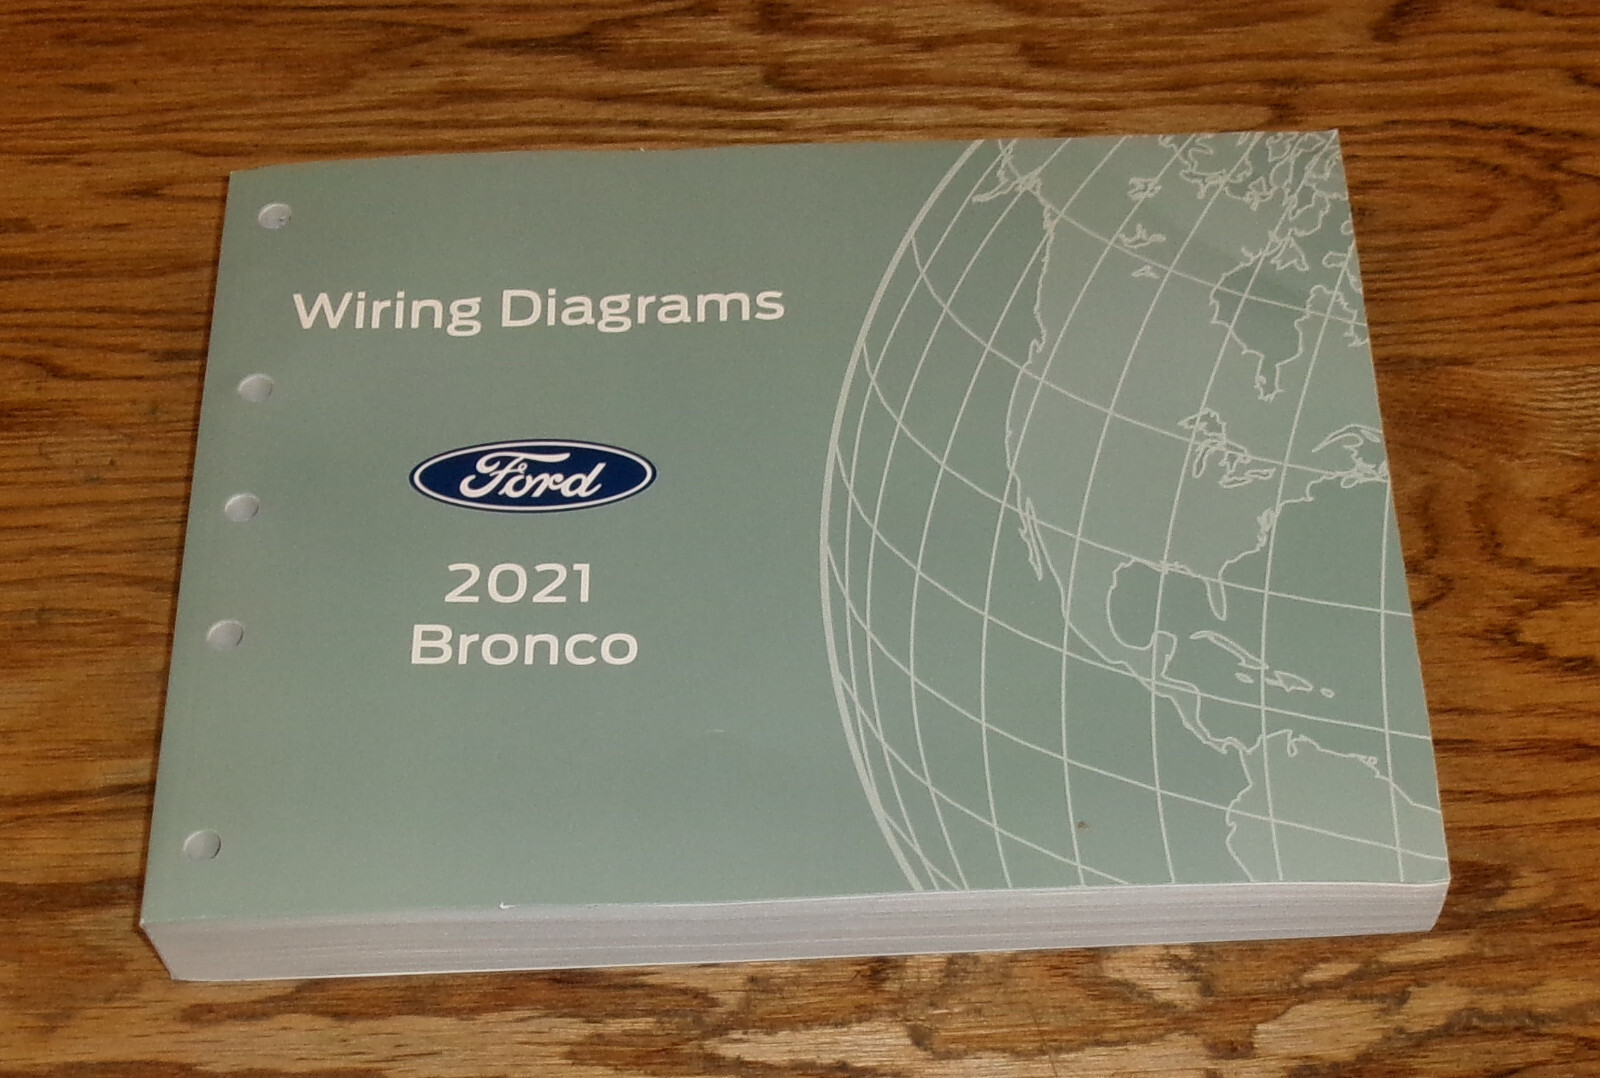 Wiring Diagrams
Ford
2021
Bronco